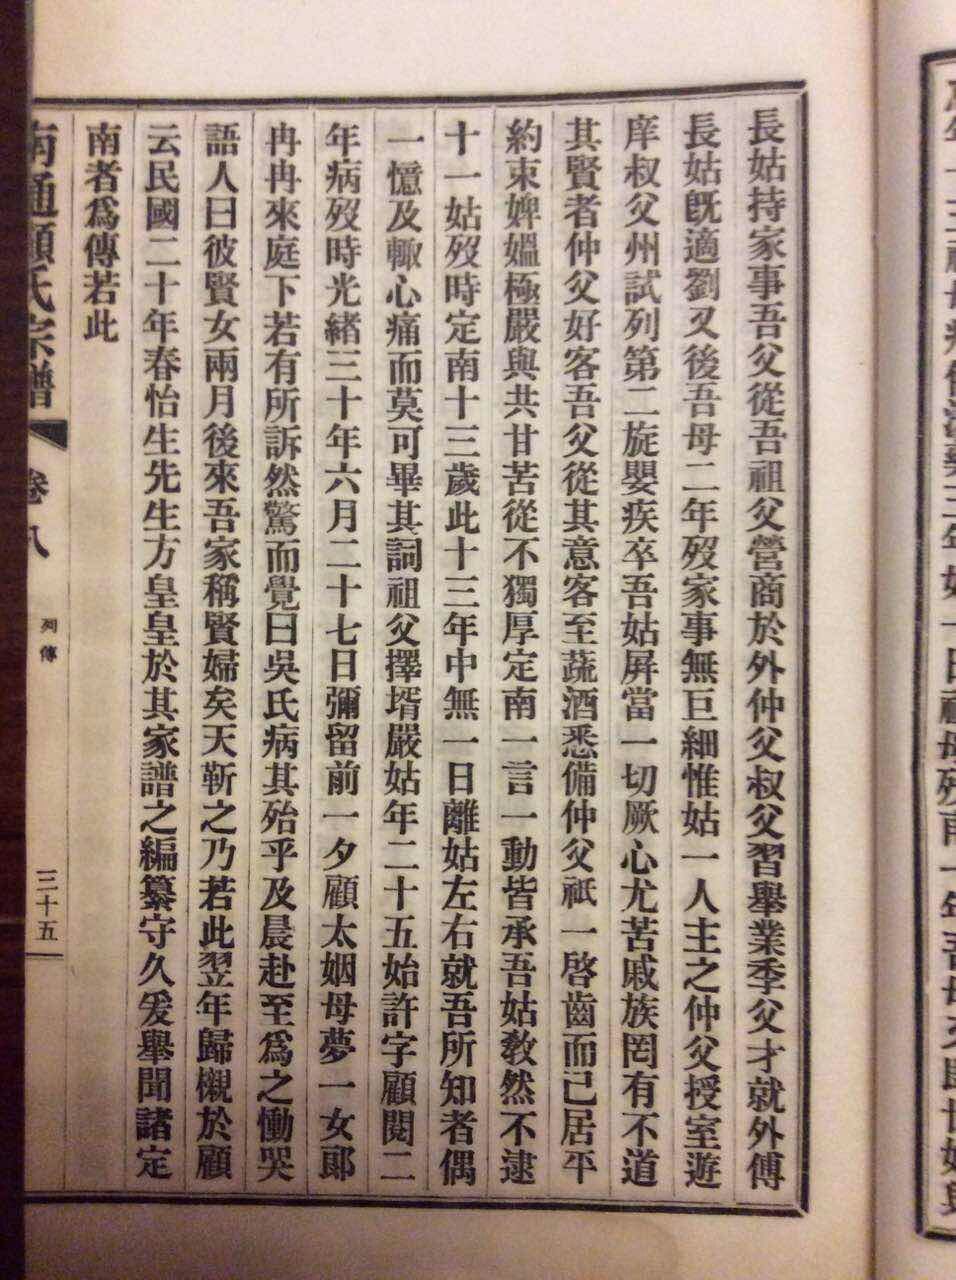 長姑持家事吾父從吾祖父營商於外仲父叔父習舉業季父才就外傅
長姑旣適劉又後吾母二年歿家事無巨細惟姑一人主之仲父授室遊
庠叔父州試列第二旋嬰疾卒吾姑屛當一切厥心尤苦戚族罔有不道
其賢者仲父好客吾父從其意客至蔬酒悉備仲父祇一啓齒而已居平
約束婢媼極嚴與共甘苦從不獨厚定南一言一動皆承吾姑敎然不逮
十一姑歿時定南十三歲此十三年中無一日離姑左右就吾所知者偶
一憶及輙心痛而莫可畢其詞祖父擇壻嚴姑年二十五始許字顧閱二
年病歿時光緒三十年六月二十七日彌留前一夕顧太姻母夢一女郞
冉冉來庭下若有所訴然驚而覺曰吳氏病其殆乎及晨赴至爲之慟哭
語人曰彼賢女兩月後來吾家稱賢婦矣天靳之乃若此翌年歸櫬於顧
云民國二十年春怡生先生方皇皇於其家譜之編纂守久爰舉聞諸定
南者爲傳若此
南通顧氏宗譜
卷八
列傳
三十五